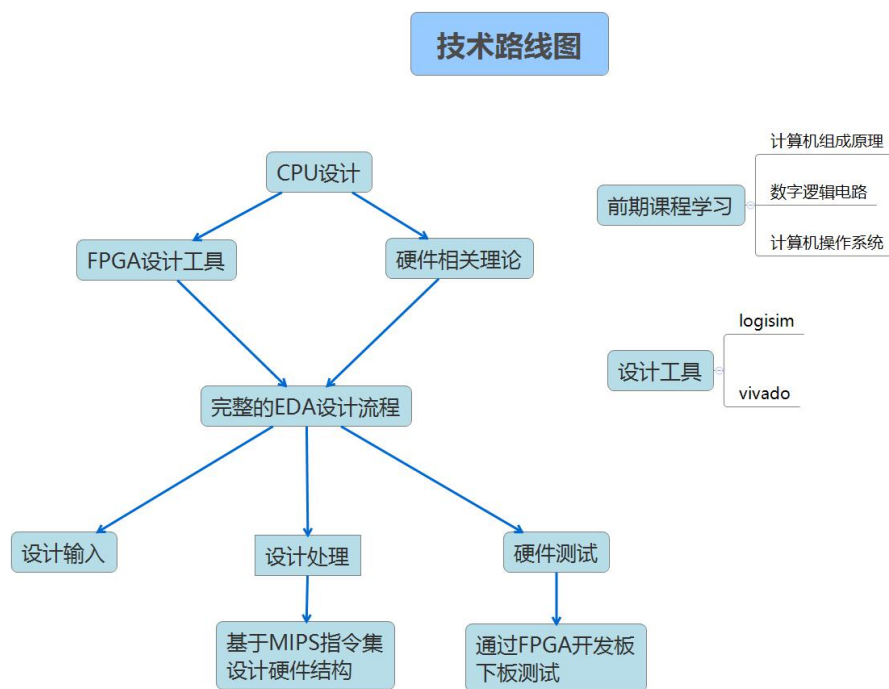 技术路线图
CPU设计
FPGA设计工具
硬件相关理论
完整的EDA设计流程
设计输入
设计处理
硬件测试
基于MIPS指令集
设计硬件结构
通过FPGA开发板
下板测试
前期课程学习
计算机组成原理
数字逻辑电路
计算机操作系统
设计工具
logisim
vivado